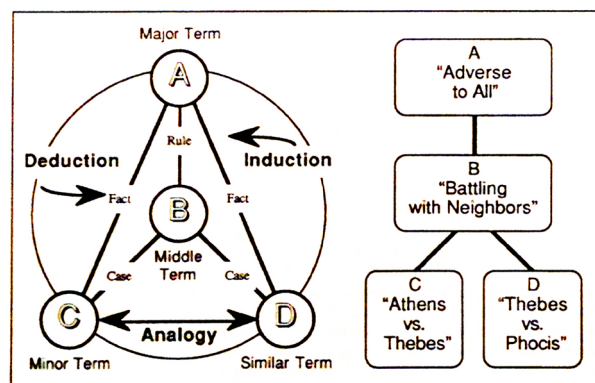 Major Term
A
Rule
Deduction
Induction
Fact
Fact
B
Middle
Term
Case
Case
C
D
Analogy
Minor Term
Similar Term
A
“Adverse
to All”
B
“Battling
with Neighbors”
C
“Athens
vs.
Thebes”
D
“Thebes
vs.
Phocis”